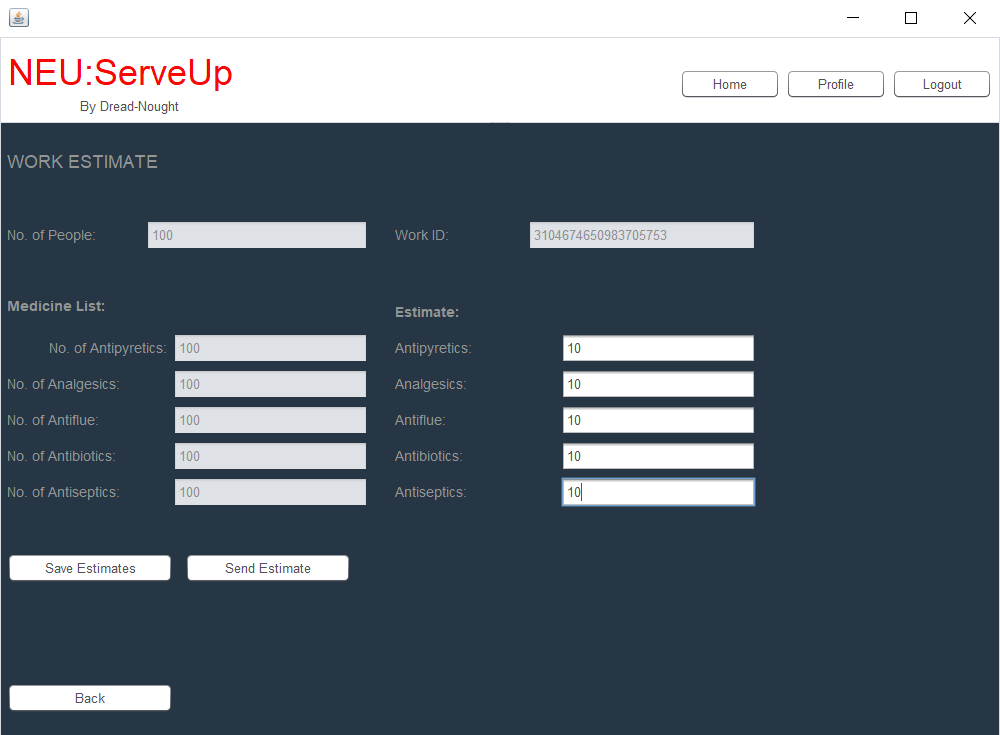 NEU:ServeUp
By Dread-Nought
Home Profile Logout
WORK ESTIMATE
No. of People: 100 Work ID: 3104674650983705753
Medicine List:
Estimate:
No. of Antipyretics: 100 Antipyretics: 10
No. of Analgesics: 100 Analgesics: 10
No. of Antiflue: 100 Antiflue: 10
No. of Antibiotics: 100 Antibiotics: 10
No. of Antiseptics: 100 Antiseptics: 10
Save Estimates Send Estimate
Back